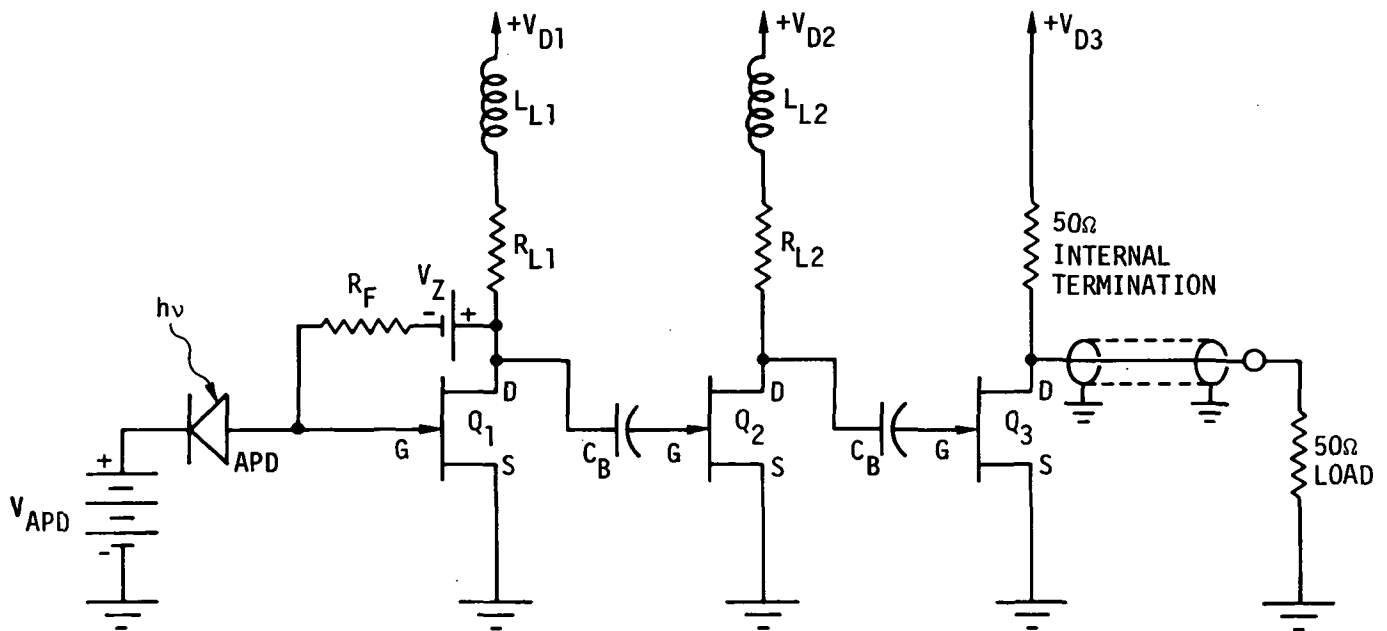 +V_D1
+V_D2
+V_D3
L_L1
L_L2
R_L1
R_L2
50Ω
INTERNAL
TERMINATION
hν
R_F
V_Z
-
+
D
D
D
Q_1
Q_2
Q_3
G
G
G
S
S
S
C_B
C_B
APD
+
V_APD
-
50Ω
LOAD